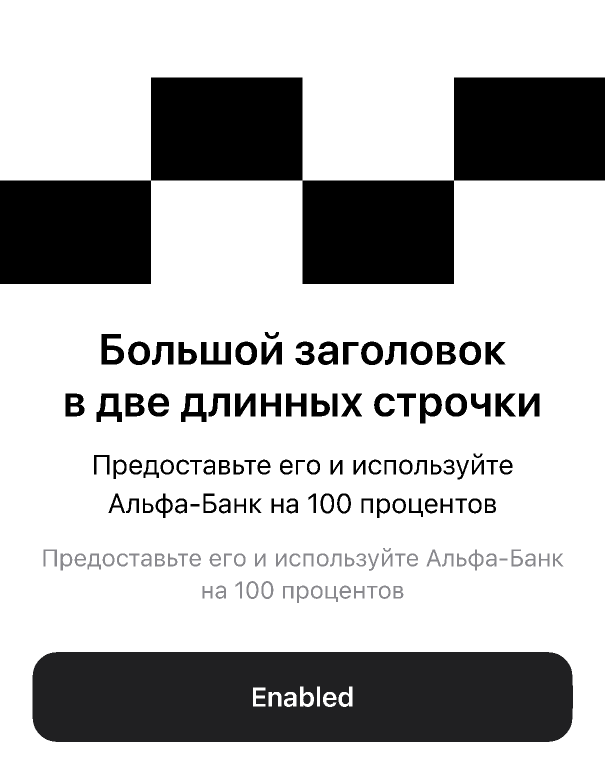 Большой заголовок
в две длинных строчки
Предоставьте его и используйте
Альфа-Банк на 100 процентов
Предоставьте его и используйте Альфа-Банк
на 100 процентов
Enabled